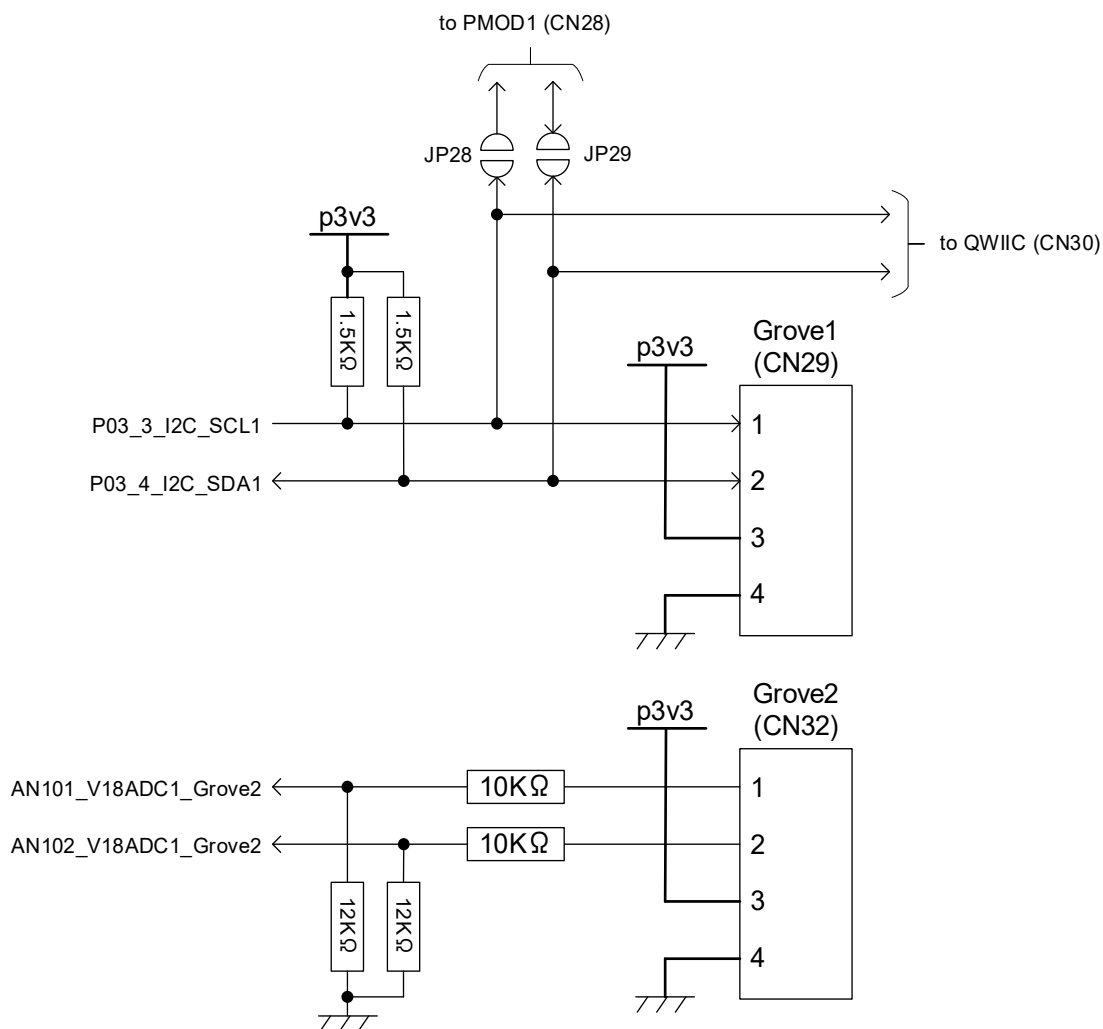 to PMOD1 (CN28)
JP28
JP29
p3v3
to QWIIC (CN30)
1.5KΩ
1.5KΩ
p3v3
Grove1
(CN29)
P03_3_I2C_SCL1
1
P03_4_I2C_SDA1
2
3
4
p3v3
Grove2
(CN32)
AN101_V18ADC1_Grove2
10KΩ
1
AN102_V18ADC1_Grove2
10KΩ
2
12KΩ
12KΩ
3
4